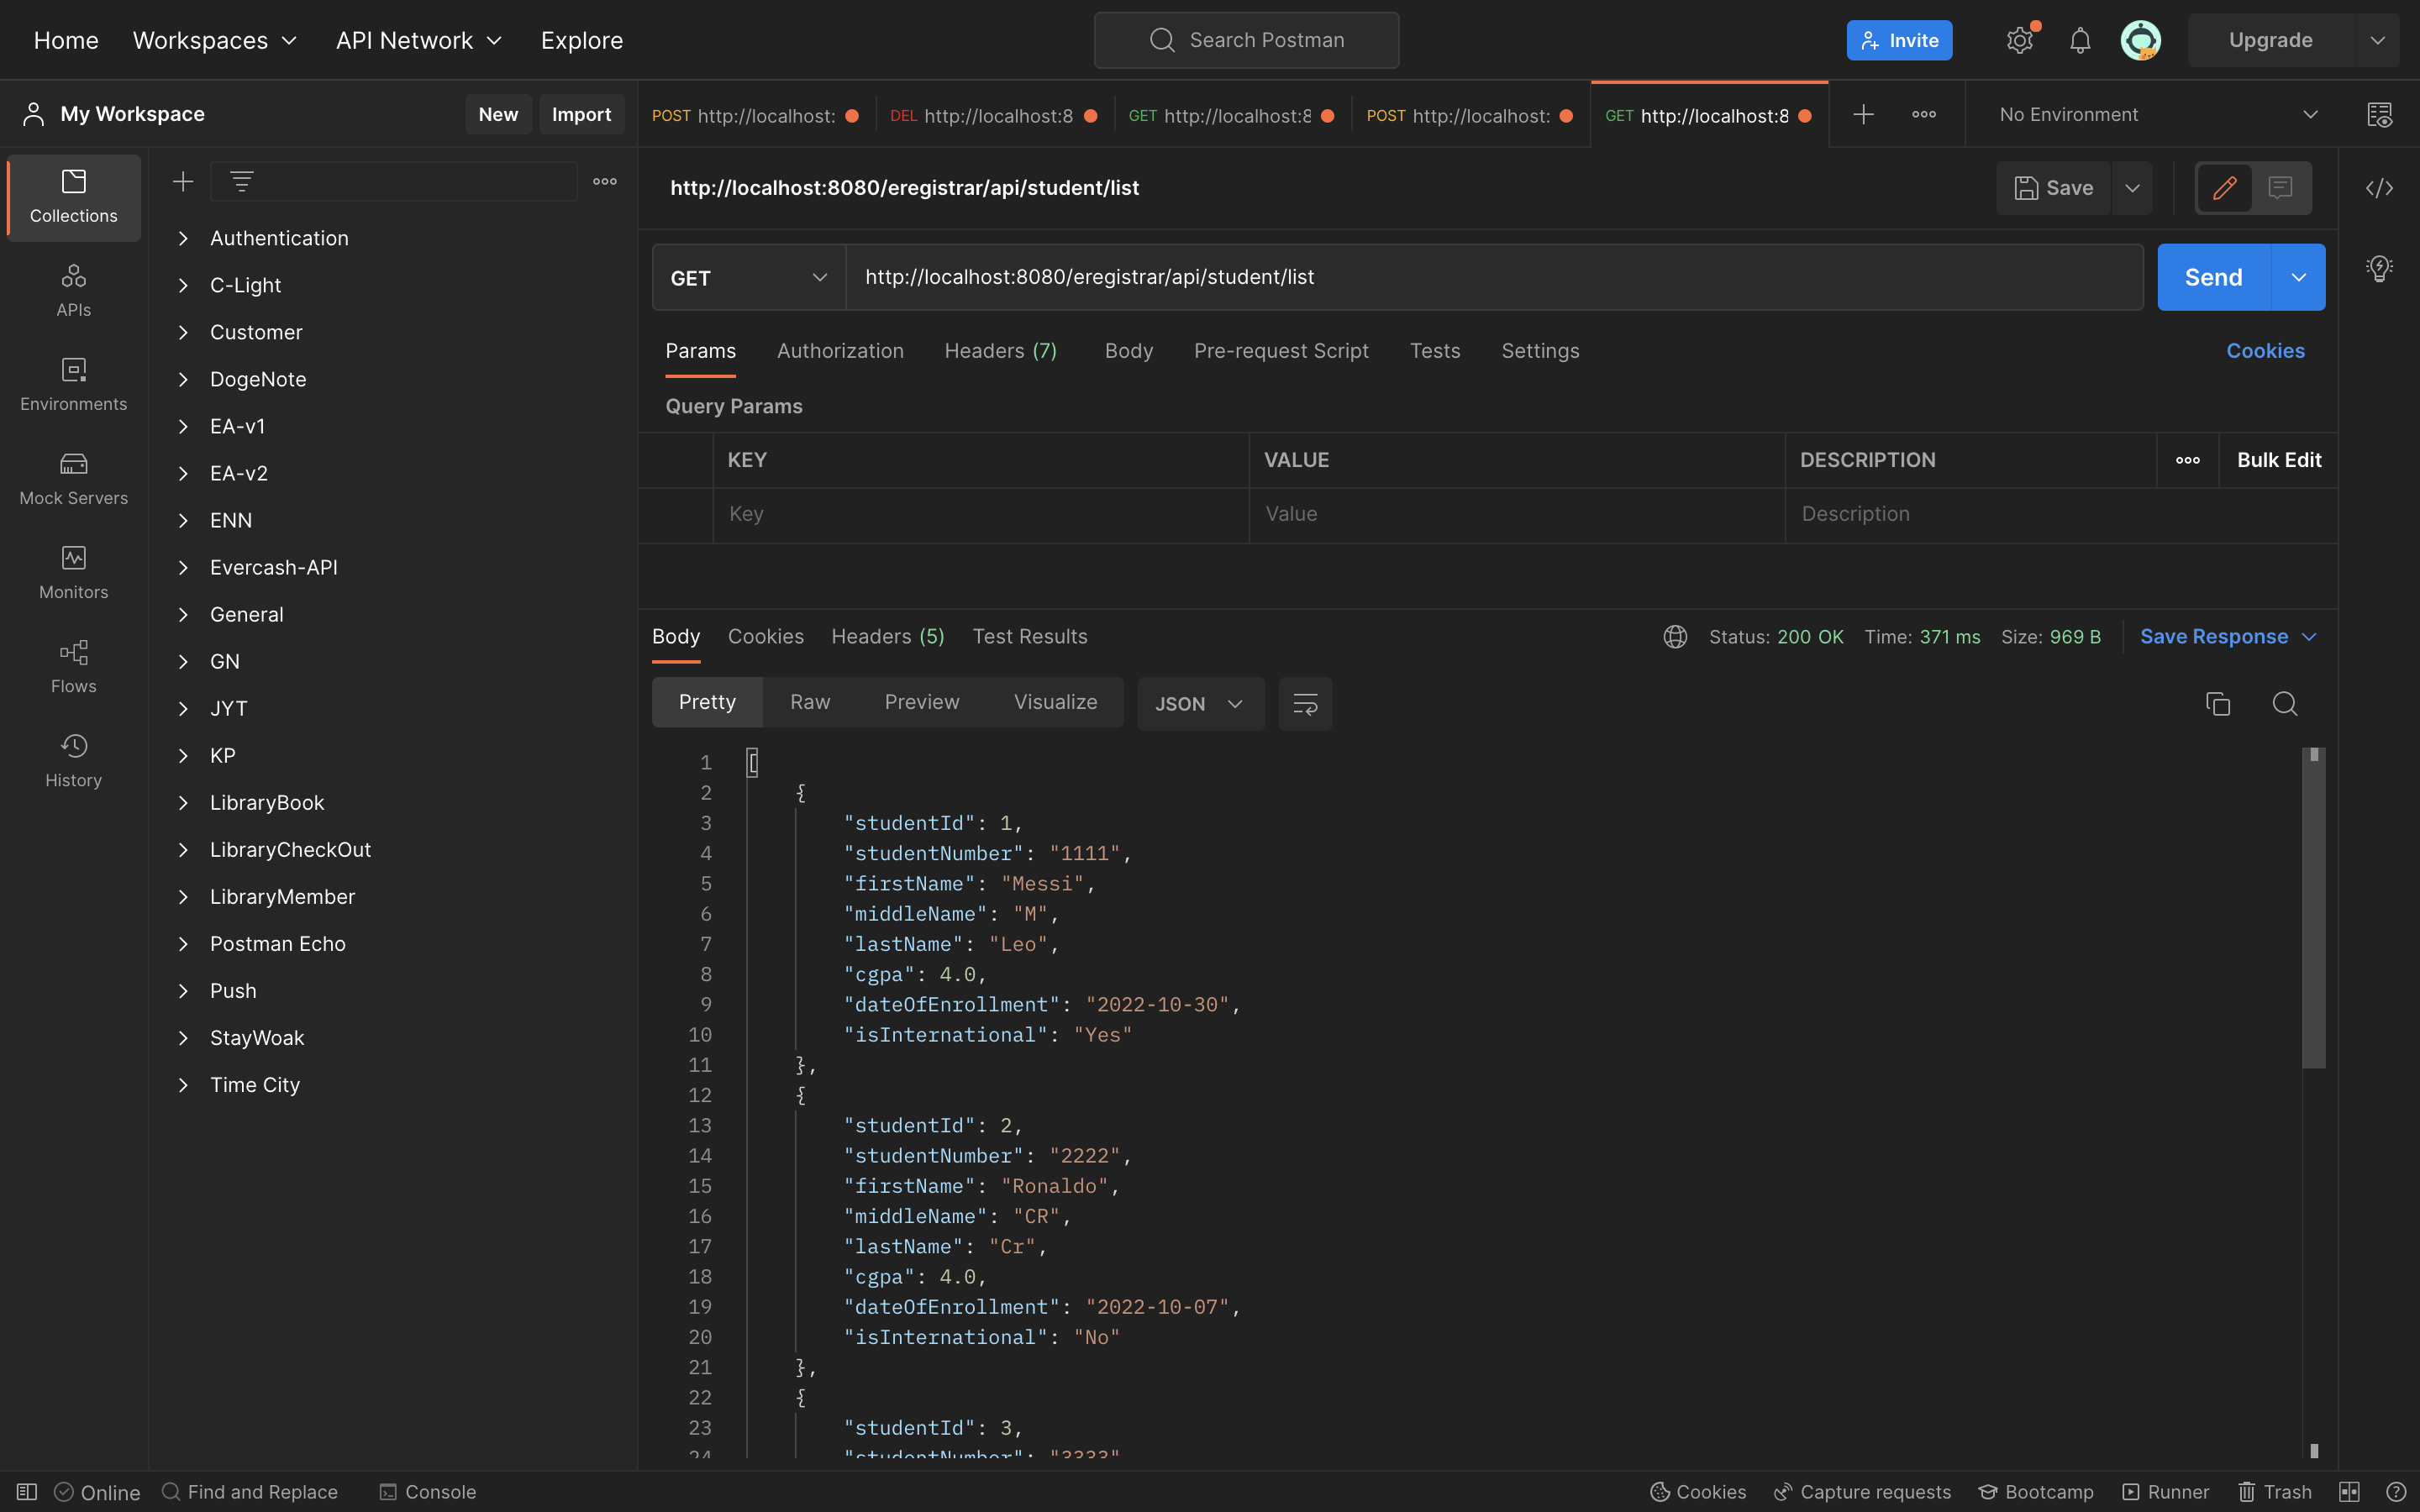 Home Workspaces API Network Explore Search Postman Invite Upgrade
My Workspace New Import
POST http://localhost: DEL http://localhost:8 GET http://localhost:8 POST http://localhost: GET http://localhost:8 No Environment
Collections
APIs
Environments
Mock Servers
Monitors
Flows
History
Authentication
C-Light
Customer
DogeNote
EA-v1
EA-v2
ENN
Evercash-API
General
GN
JYT
KP
LibraryBook
LibraryCheckOut
LibraryMember
Postman Echo
Push
StayWoak
Time City
http://localhost:8080/eregistrar/api/student/list Save
GET http://localhost:8080/eregistrar/api/student/list Send
Params Authorization Headers (7) Body Pre-request Script Tests Settings Cookies
Query Params
KEY VALUE DESCRIPTION Bulk Edit
Key Value Description
Body Cookies Headers (5) Test Results Status: 200 OK Time: 371 ms Size: 969 B Save Response
Pretty Raw Preview Visualize JSON
1 [
2 {
3 "studentId": 1,
4 "studentNumber": "1111",
5 "firstName": "Messi",
6 "middleName": "M",
7 "lastName": "Leo",
8 "cgpa": 4.0,
9 "dateOfEnrollment": "2022-10-30",
10 "isInternational": "Yes"
11 },
12 {
13 "studentId": 2,
14 "studentNumber": "2222",
15 "firstName": "Ronaldo",
16 "middleName": "CR",
17 "lastName": "Cr",
18 "cgpa": 4.0,
19 "dateOfEnrollment": "2022-10-07",
20 "isInternational": "No"
21 },
22 {
23 "studentId": 3,
24 "studentNumber": "3333"
Online Find and Replace Console Cookies Capture requests Bootcamp Runner Trash